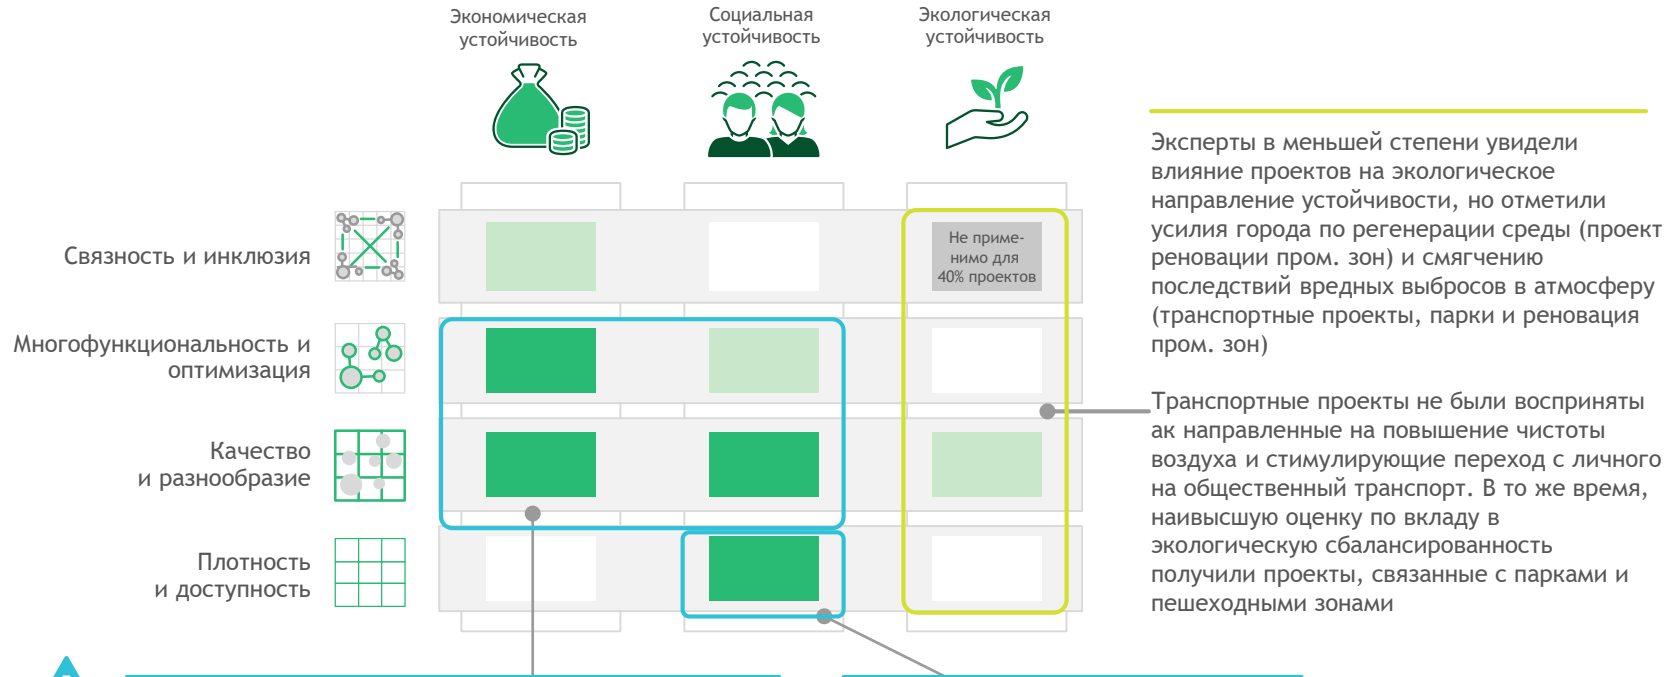 Экономическая
устойчивость
Социальная
устойчивость
Экологическая
устойчивость
Связность и инклюзия
Не приме-
нимо для
40% проектов
Многофункциональность и
оптимизация
Качество
и разнообразие
Плотность
и доступность
Эксперты в меньшей степени увидели
влияние проектов на экологическое
направление устойчивости, но отметили
усилия города по регенерации среды (проект
реновации пром. зон) и смягчению
последствий вредных выбросов в атмосферу
(транспортные проекты, парки и реновация
пром. зон)
Транспортные проекты не были восприняты
ак направленные на повышение чистоты
воздуха и стимулирующие переход с личного
на общественный транспорт. В то же время,
наивысшую оценку по вкладу в
экологическую сбалансированность
получили проекты, связанные с парками и
пешеходными зонами